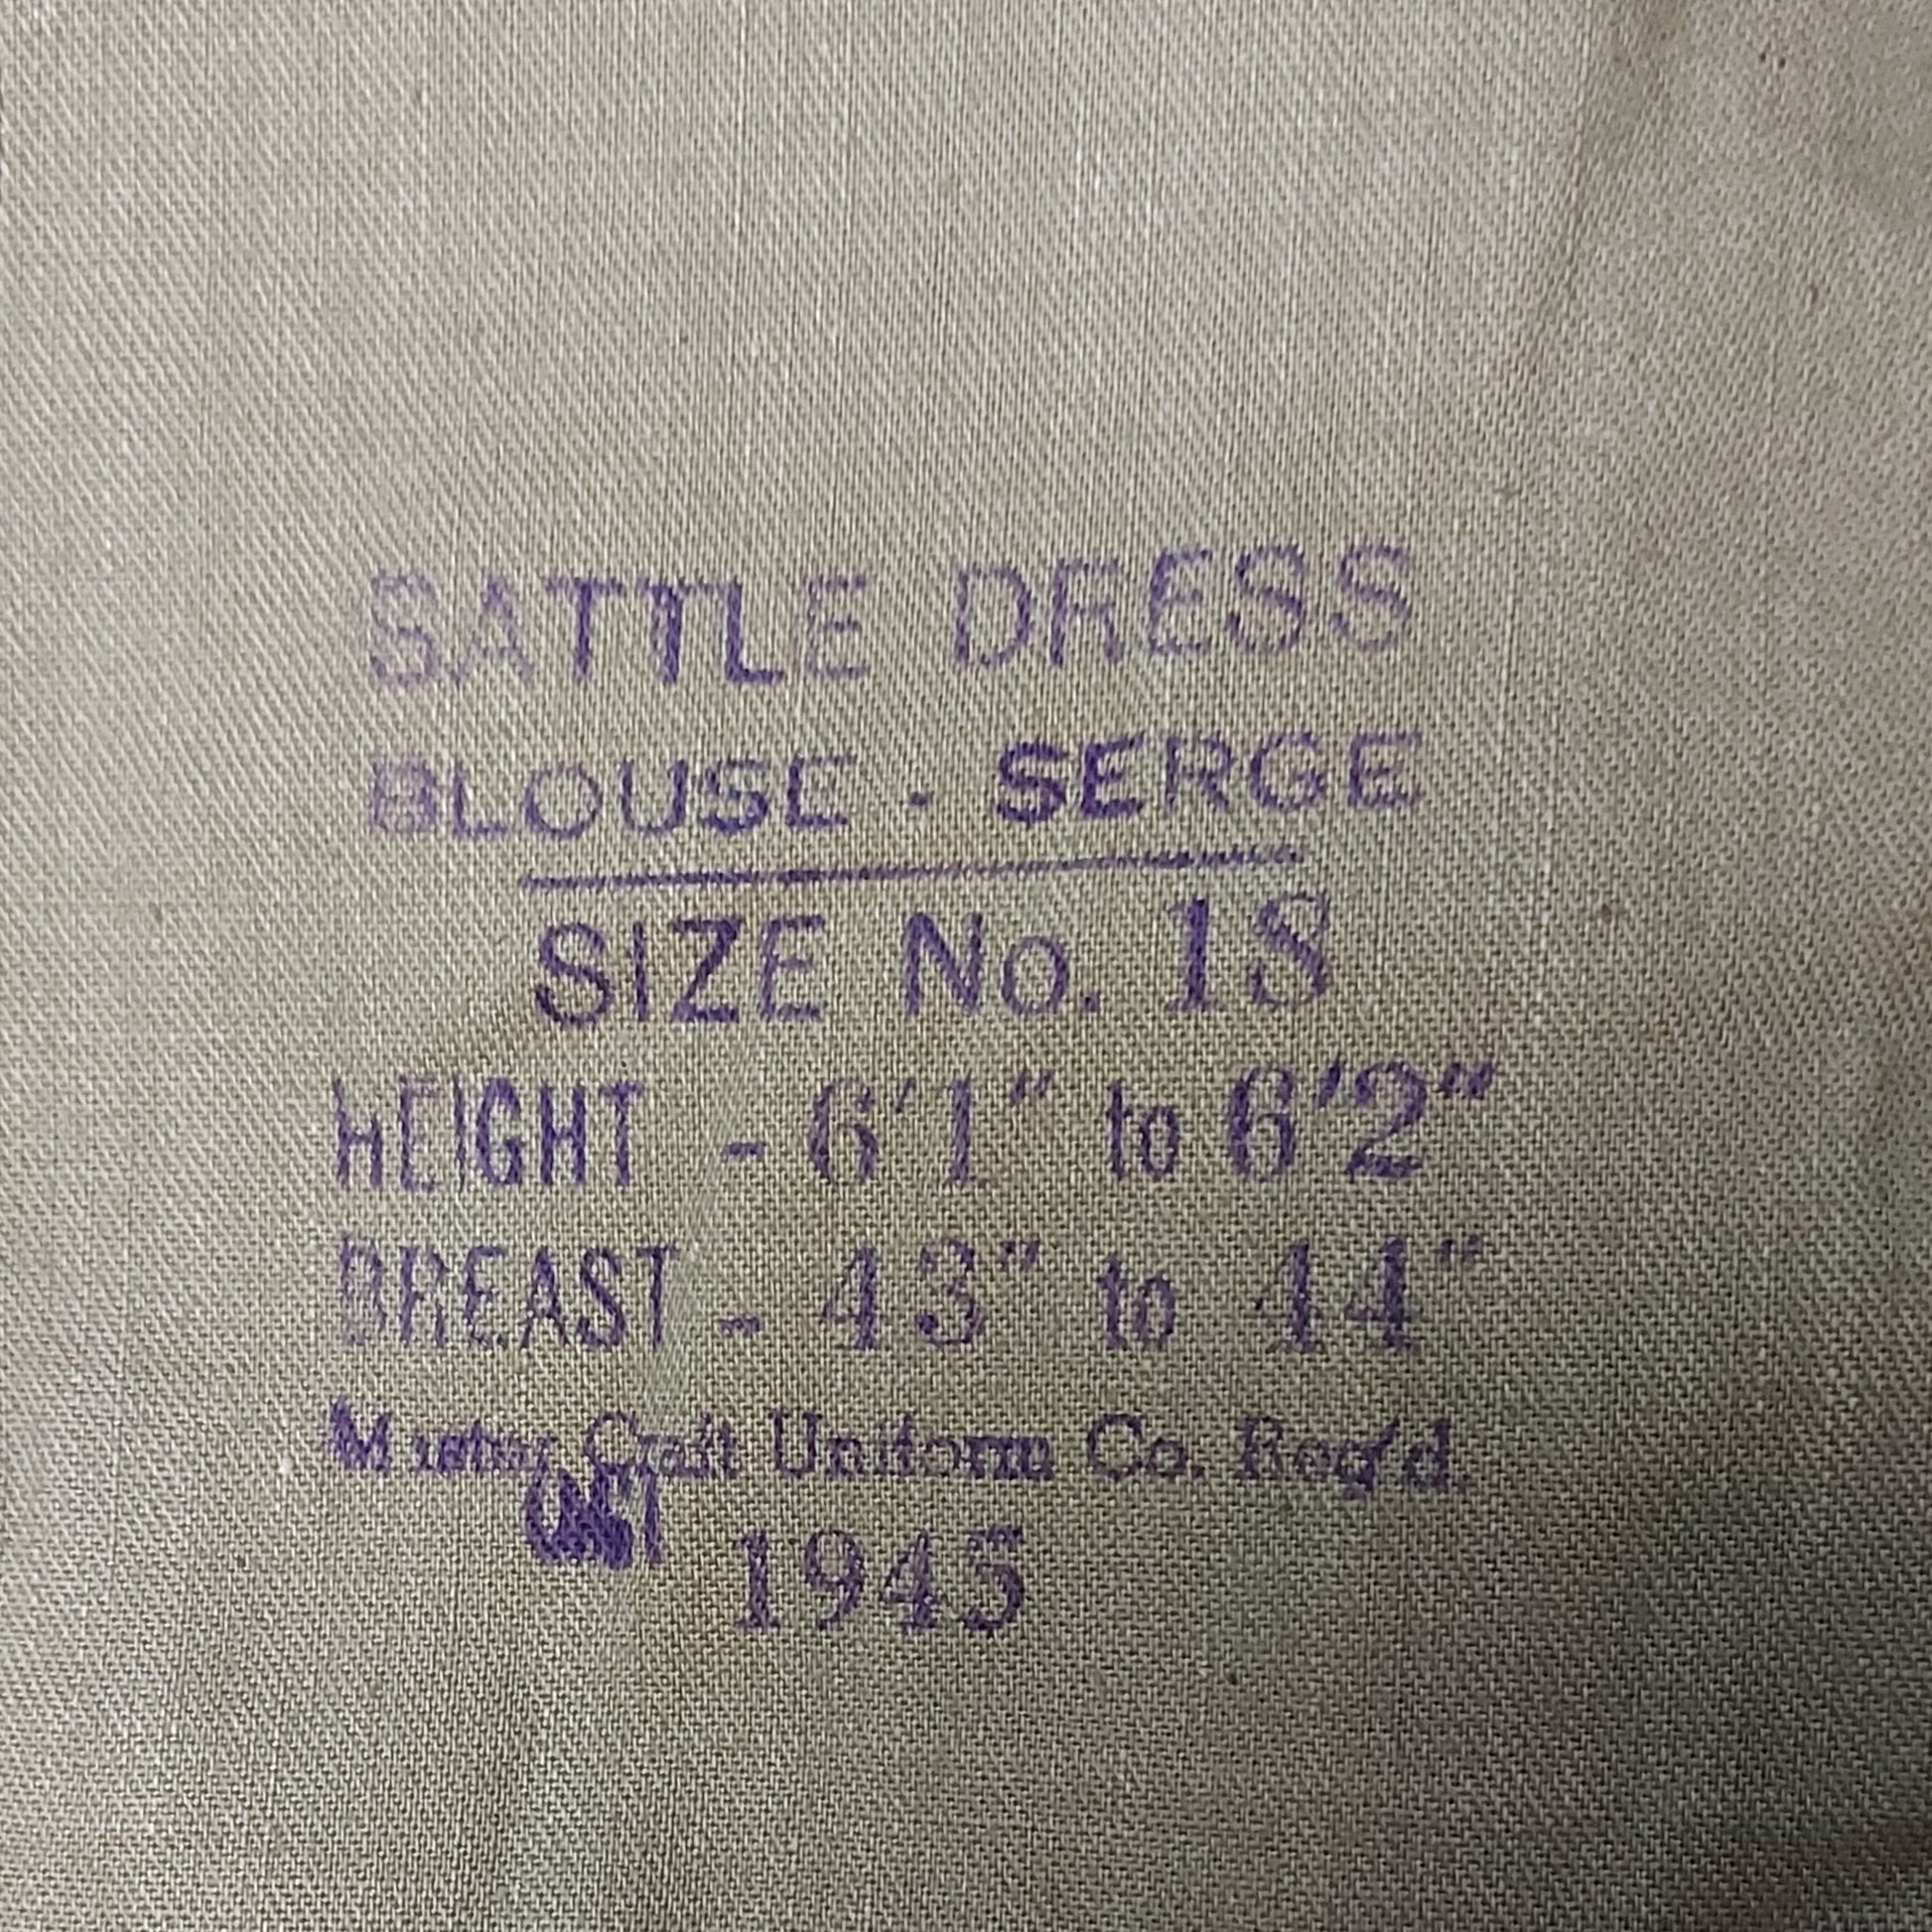 BATTLE DRESS
BLOUSE - SERGE
SIZE No. 18
HEIGHT - 6'1" to 6'2"
BREAST - 43" to 44"
Master Craft Uniform Co. Reg'd.
1945